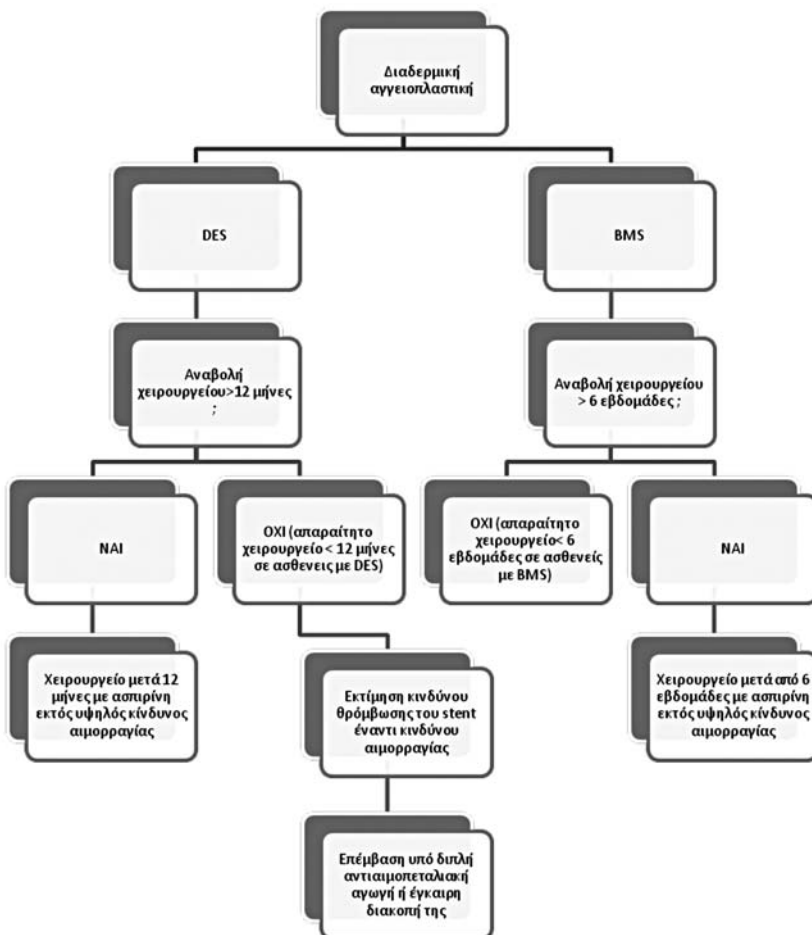 Διαδερμική
αγγειοπλαστική
DES
BMS
Αναβολή
χειρουργείου>12 μήνες
;
Αναβολή χειρουργείου
> 6 εβδομάδες ;
ΝΑΙ
ΟΧΙ (απαραίτητο
χειρουργείο < 12 μήνες
σε ασθενεις με DES)
ΟΧΙ (απαραίτητο
χειρουργείο< 6
εβδομάδες σε ασθενείς
με BMS)
ΝΑΙ
Χειρουργείο μετά 12
μήνες με ασπιρίνη
εκτός υψηλός κίνδυνος
αιμορραγίας
Εκτίμηση κινδύνου
θρόμβωσης του stent
έναντι κινδύνου
αιμορραγίας
Χειρουργείο μετά από 6
εβδομάδες με ασπιρίνη
εκτός υψηλός κίνδυνος
αιμορραγίας
Επέμβαση υπό διπλή
αντιαιμοπεταλιακή
αγωγή ή έγκαιρη
διακοπή της